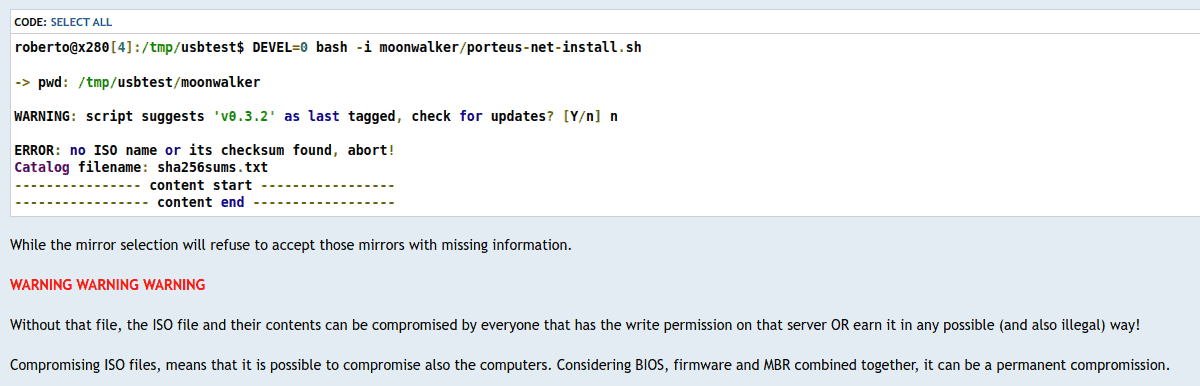 CODE: SELECT ALL
roberto@x280[4]:/tmp/usbtest$ DEVEL=0 bash -i moonwalker/porteus-net-install.sh
-> pwd: /tmp/usbtest/moonwalker
WARNING: script suggests 'v0.3.2' as last tagged, check for updates? [Y/n] n
ERROR: no ISO name or its checksum found, abort!
Catalog filename: sha256sums.txt
---------------- content start -----------------
----------------- content end ------------------
While the mirror selection will refuse to accept those mirrors with missing information.
WARNING WARNING WARNING
Without that file, the ISO file and their contents can be compromised by everyone that has the write permission on that server OR earn it in any possible (and also illegal) way!
Compromising ISO files, means that it is possible to compromise also the computers. Considering BIOS, firmware and MBR combined together, it can be a permanent compromission.